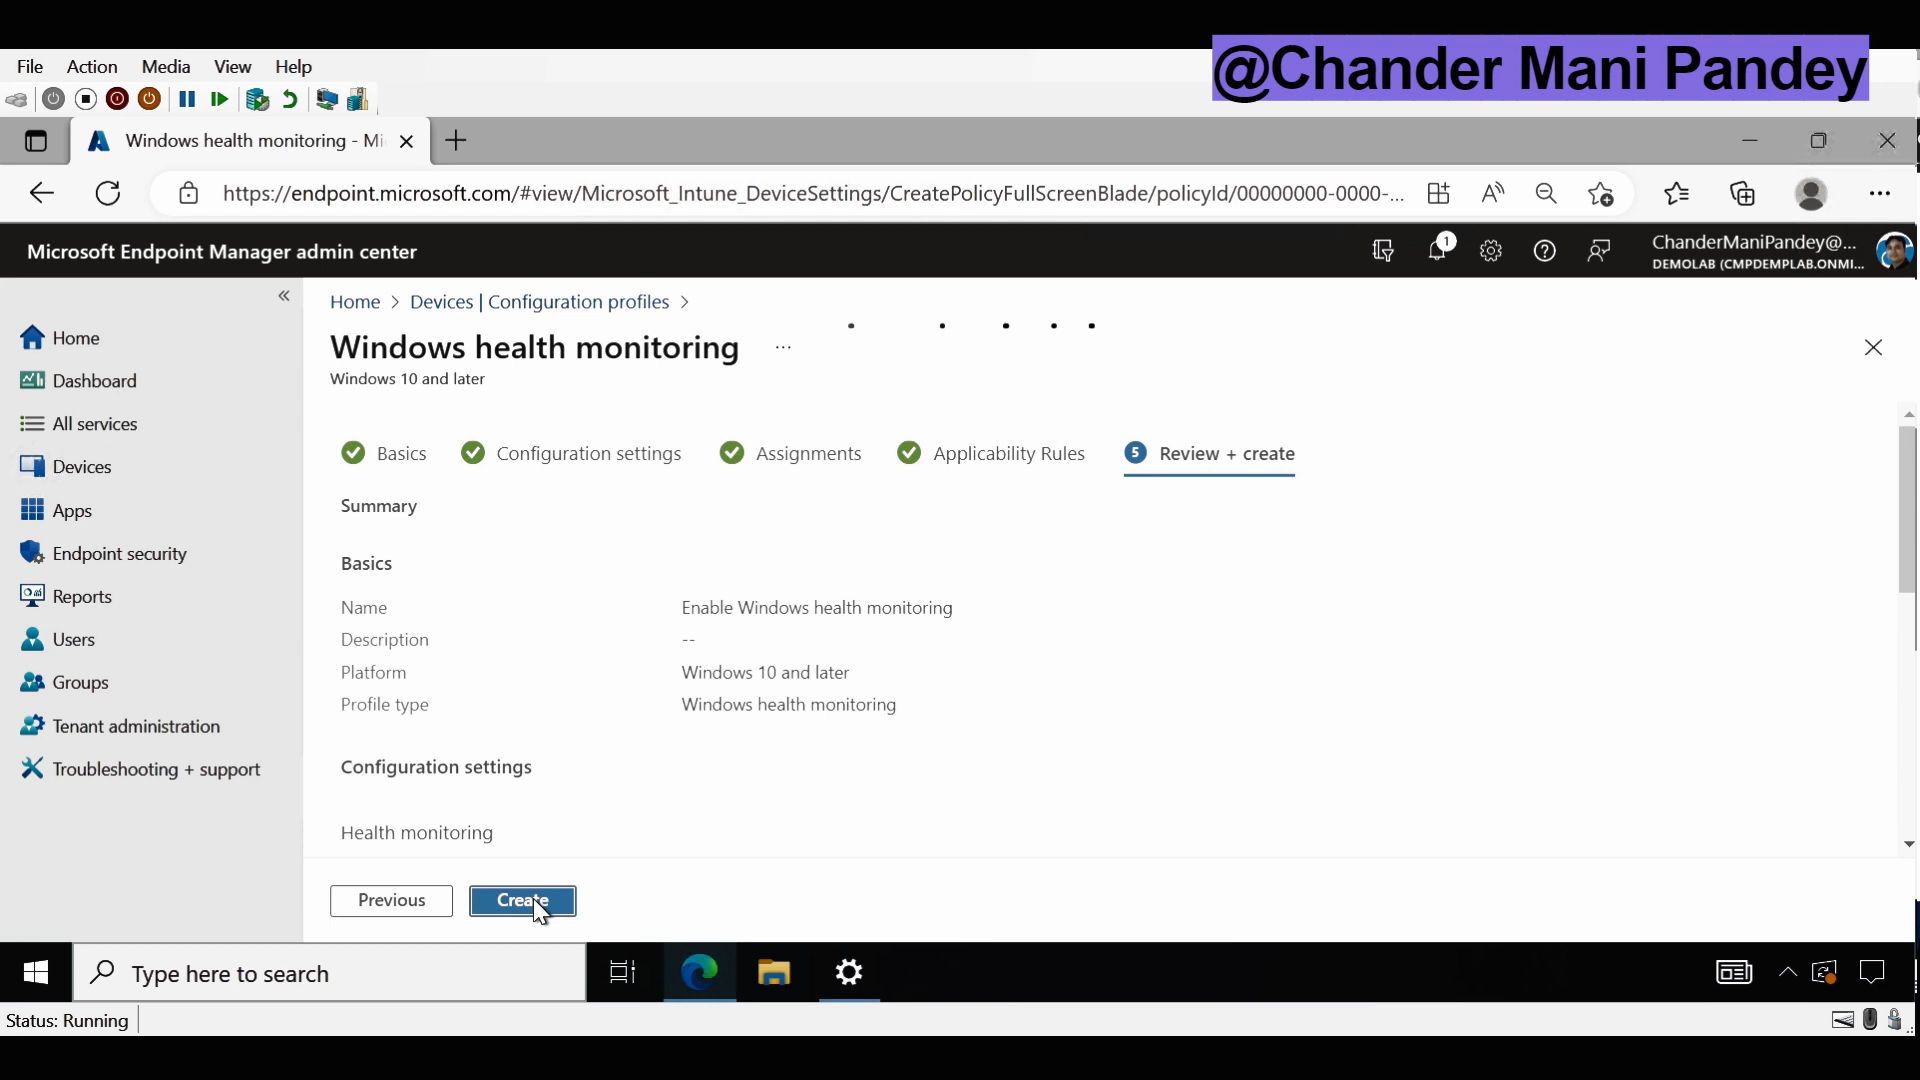 @Chander Mani Pandey
File Action Media View Help
Windows health monitoring - Mi
https://endpoint.microsoft.com/#view/Microsoft_Intune_DeviceSettings/CreatePolicyFullScreenBlade/policyId/00000000-0000-...
Microsoft Endpoint Manager admin center
1
ChanderManiPandey@...
DEMOLAB (CMPDEMPLAB.ONMI...
«
Home > Devices | Configuration profiles >
Windows health monitoring ...
Windows 10 and later
Home
Dashboard
All services
Devices
Apps
Endpoint security
Reports
Users
Groups
Tenant administration
Troubleshooting + support
Basics Configuration settings Assignments Applicability Rules 5 Review + create
Summary
Basics
Name Enable Windows health monitoring
Description --
Platform Windows 10 and later
Profile type Windows health monitoring
Configuration settings
Health monitoring
Previous Create
Type here to search
Status: Running